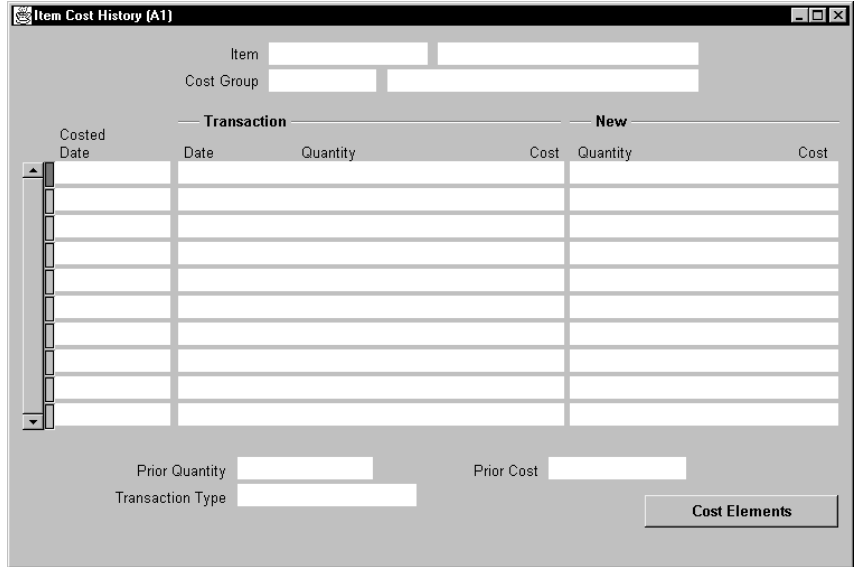 Item Cost History (A1)
Item
Cost Group
Transaction New
Costed
Date Date Quantity Cost Quantity Cost
Prior Quantity Prior Cost
Transaction Type
Cost Elements